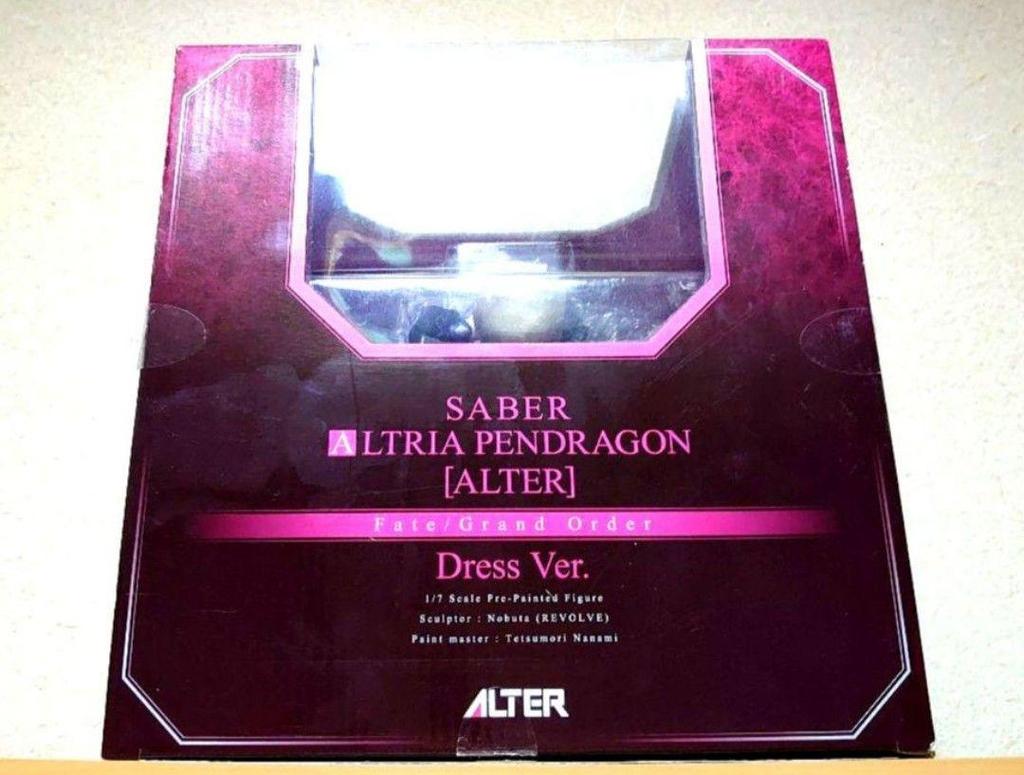 SABER
ALTRIA PENDRAGON
[ALTER]
Fate/Grand Order
Dress Ver.
1/7 Scale Pre-Painted Figure
Sculptor : Nobuta (REVOLVE)
Paint master : Tetsumori Nanami
ALTER